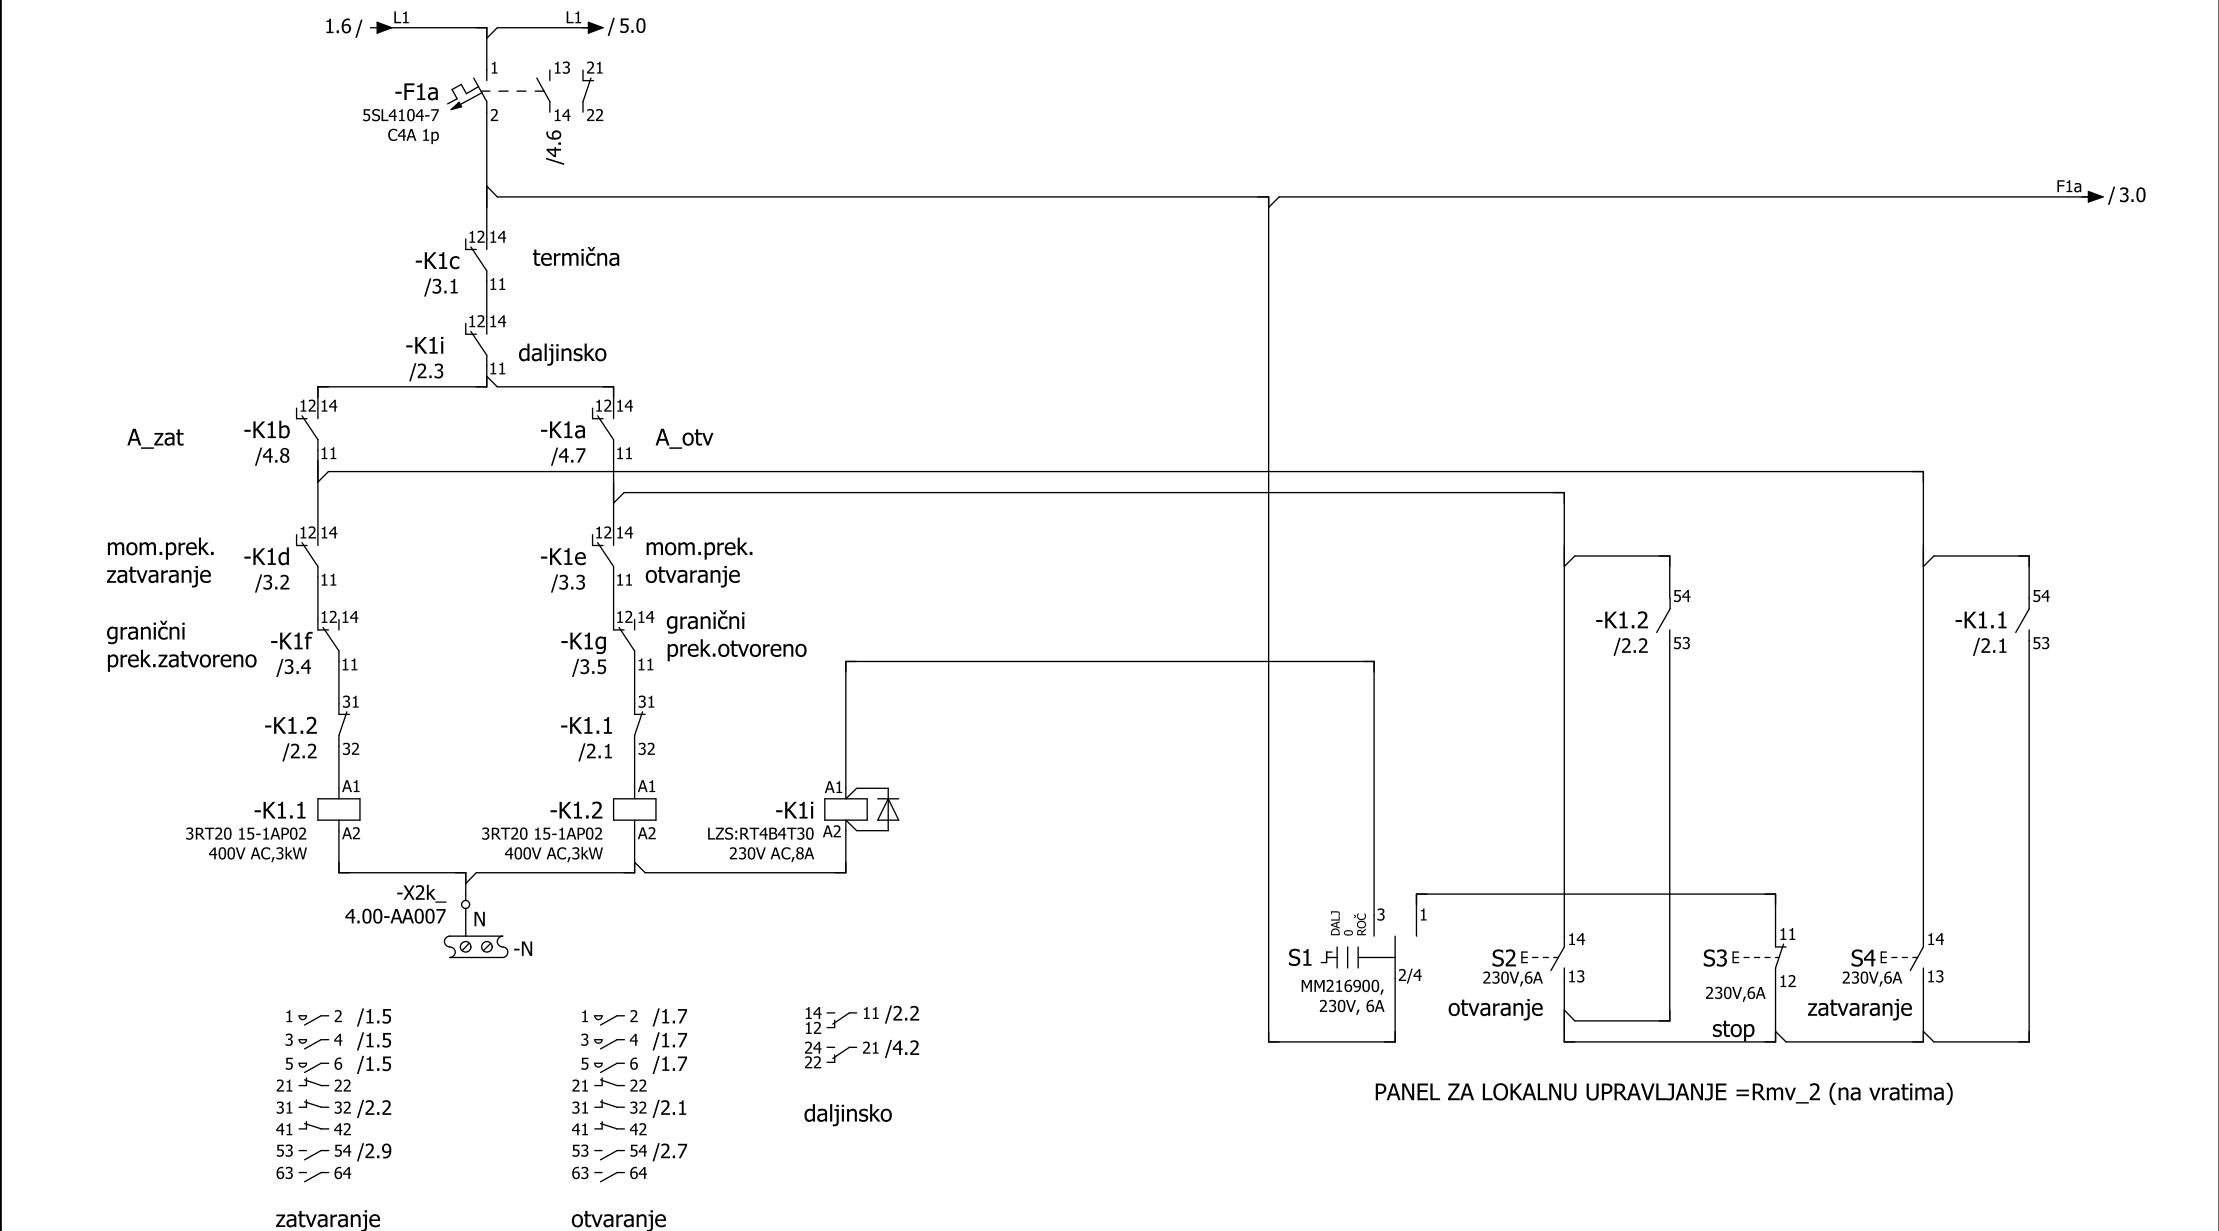 1.6 / L1 L1 / 5.0
1 13 21
-F1a
5SL4104-7
C4A 1p
2 14 22
/4.6
F1a / 3.0
12 14
-K1c termična
/3.1 11
12 14
-K1i daljinsko
/2.3 11
12 14 12 14
A_zat -K1b -K1a A_otv
/4.8 11 /4.7 11
12 14 12 14
mom.prek. -K1d -K1e mom.prek.
zatvaranje /3.2 11 /3.3 11 otvaranje
12 14 12 14
granični -K1f -K1g granični
prek.zatvoreno /3.4 11 /3.5 11 prek.otvoreno
54 54
-K1.2 -K1.1
/2.2 53 /2.1 53
31 31
-K1.2 -K1.1
/2.2 32 /2.1 32
A1 A1 A1
-K1.1 -K1.2 -K1i
3RT20 15-1AP02 A2 3RT20 15-1AP02 A2 LZS:RT4B4T30 A2
400V AC,3kW 400V AC,3kW 230V AC,8A
-X2k_
4.00-AA007 N
-N
DALJ
0
ROČ
3 1
S1 2/4
MM216900,
230V, 6A
14
S2 E
230V,6A 13
otvaranje
11
S3 E
230V,6A 12
stop
14
S4 E
230V,6A 13
zatvaranje
PANEL ZA LOKALNU UPRAVLJANJE =Rmv_2 (na vratima)
1 2 /1.5
3 4 /1.5
5 6 /1.5
21 22
31 32 /2.2
41 42
53 54 /2.9
63 64
zatvaranje
1 2 /1.7
3 4 /1.7
5 6 /1.7
21 22
31 32 /2.1
41 42
53 54 /2.7
63 64
otvaranje
14 11 /2.2
12
24 21 /4.2
22
daljinsko